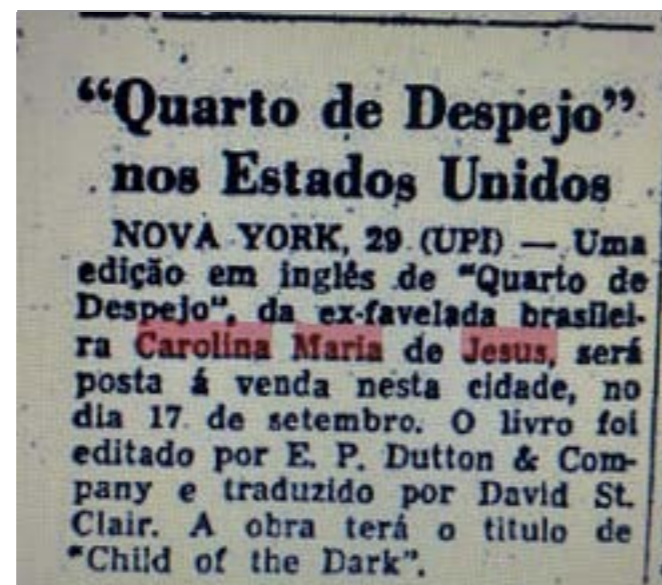 “Quarto de Despejo”
nos Estados Unidos
NOVA YORK, 29 (UPI) — Uma
edição em inglês de “Quarto de
Despejo”, da ex-favelada brasilei-
ra Carolina Maria de Jesus, será
posta á venda nesta cidade, no
dia 17 de setembro. O livro foi
editado por E. P. Dutton & Com-
pany e traduzido por David St.
Clair. A obra terá o titulo de
“Child of the Dark”.